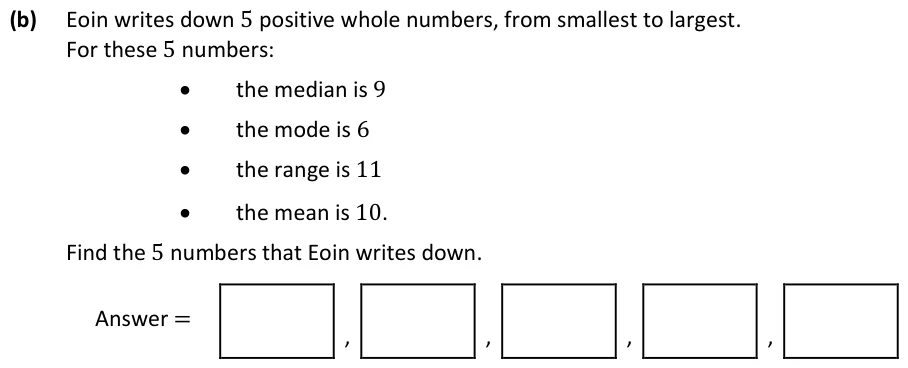 (b) Eoin writes down 5 positive whole numbers, from smallest to largest.
For these 5 numbers:
• the median is 9
• the mode is 6
• the range is 11
• the mean is 10.
Find the 5 numbers that Eoin writes down.
Answer = , , , ,